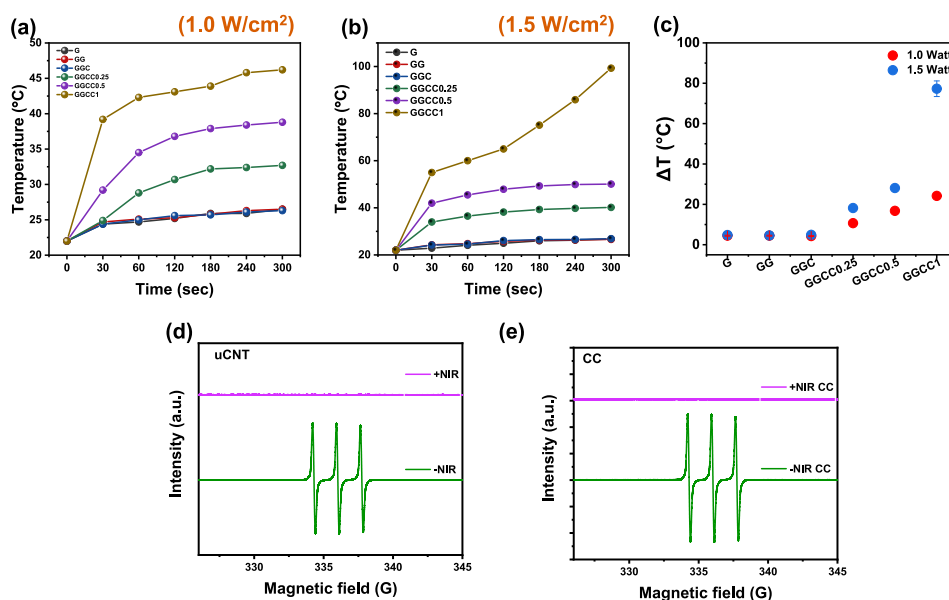 (a)
(1.0 W/cm²)
50
45
40
35
30
25
20
Temperature (°C)
G
GG
GGC
GGCC0.25
GGCC0.5
GGCC1
0 30 60 120 180 240 300
Time (sec)
(b)
(1.5 W/cm²)
100
80
60
40
20
Temperature (°C)
G
GG
GGC
GGCC0.25
GGCC0.5
GGCC1
0 30 60 120 180 240 300
Time (sec)
(c)
100
80
60
40
20
0
ΔT (°C)
1.0 Watt
1.5 Watt
G GG GGC GGCC0.25 GGCC0.5 GGCC1
(d)
uCNT
+NIR
-NIR
Intensity (a.u.)
330 335 340 345
Magnetic field (G)
(e)
CC
+NIR CC
-NIR CC
Intensity (a.u.)
330 335 340 345
Magnetic field (G)